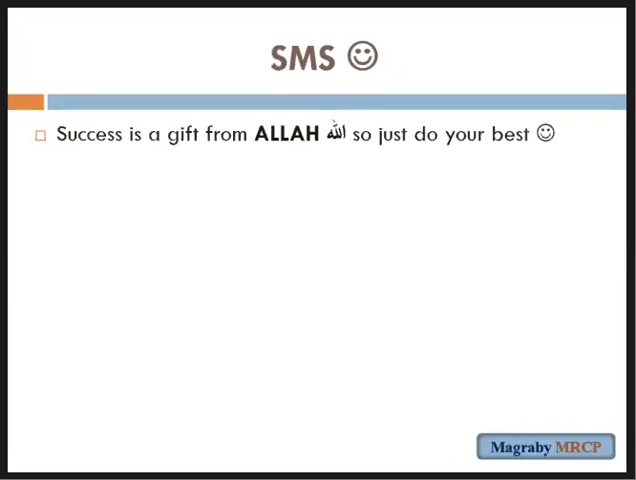 SMS ☺
Success is a gift from ALLAH الله so just do your best ☺
Magraby MRCP